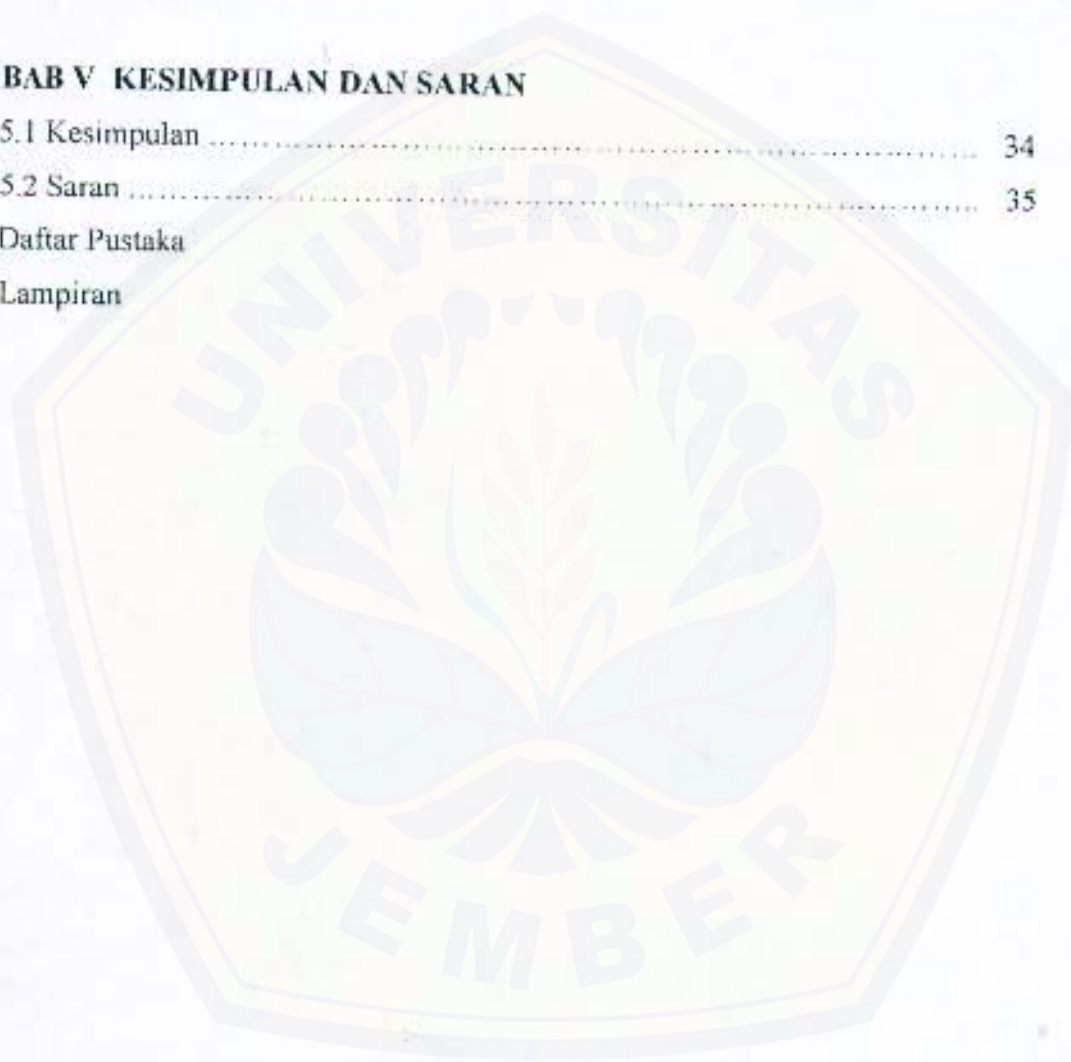 BAB V KESIMPULAN DAN SARAN
5.1 Kesimpulan .................................................. 34
5.2 Saran .................................................. 35
Daftar Pustaka
Lampiran
UNIVERSITAS
JEMBER